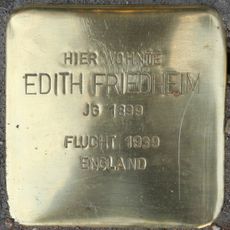 HIER WOHNTE
EDITH FRIEDHEIM
JG 1899
FLUCHT 1939
ENGLAND